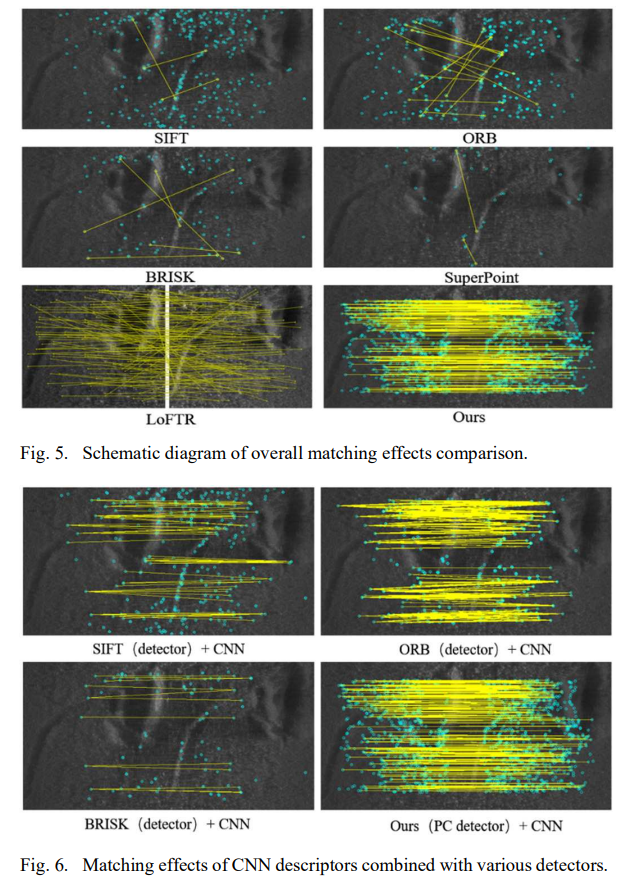 SIFT
ORB
BRISK
SuperPoint
LoFTR
Ours
Fig. 5. Schematic diagram of overall matching effects comparison.
SIFT（detector）+ CNN
ORB（detector）+ CNN
BRISK（detector）+ CNN
Ours（PC detector）+ CNN
Fig. 6. Matching effects of CNN descriptors combined with various detectors.